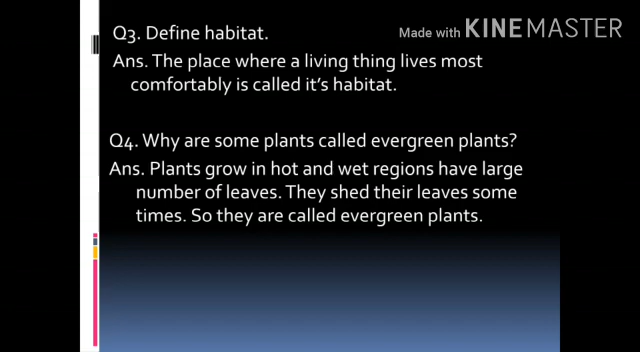 Q3. Define habitat.
Made with KINEMASTER
Ans. The place where a living thing lives most
comfortably is called it's habitat.
Q4. Why are some plants called evergreen plants?
Ans. Plants grow in hot and wet regions have large
number of leaves. They shed their leaves some
times. So they are called evergreen plants.